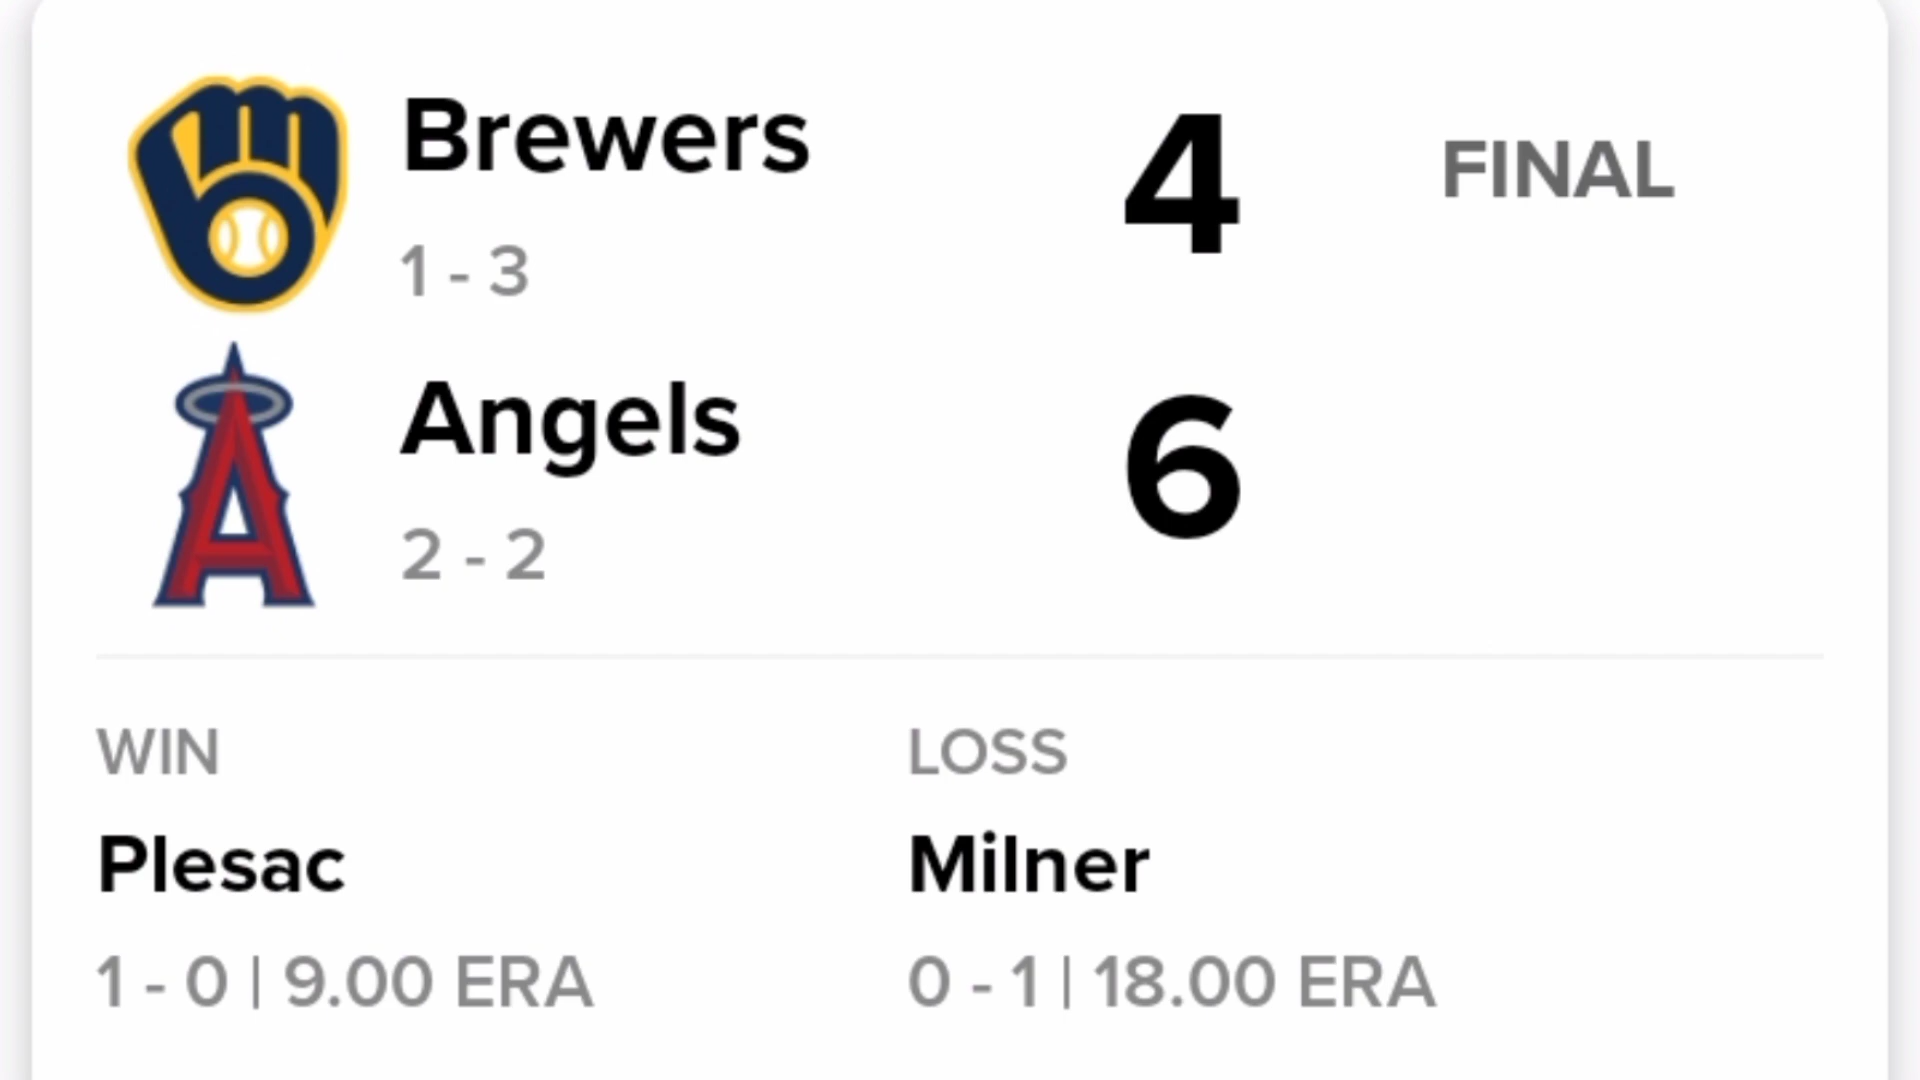 Brewers 4 FINAL
1 - 3
Angels 6
2 - 2
WIN LOSS
Plesac Milner
1 - 0 | 9.00 ERA 0 - 1 | 18.00 ERA